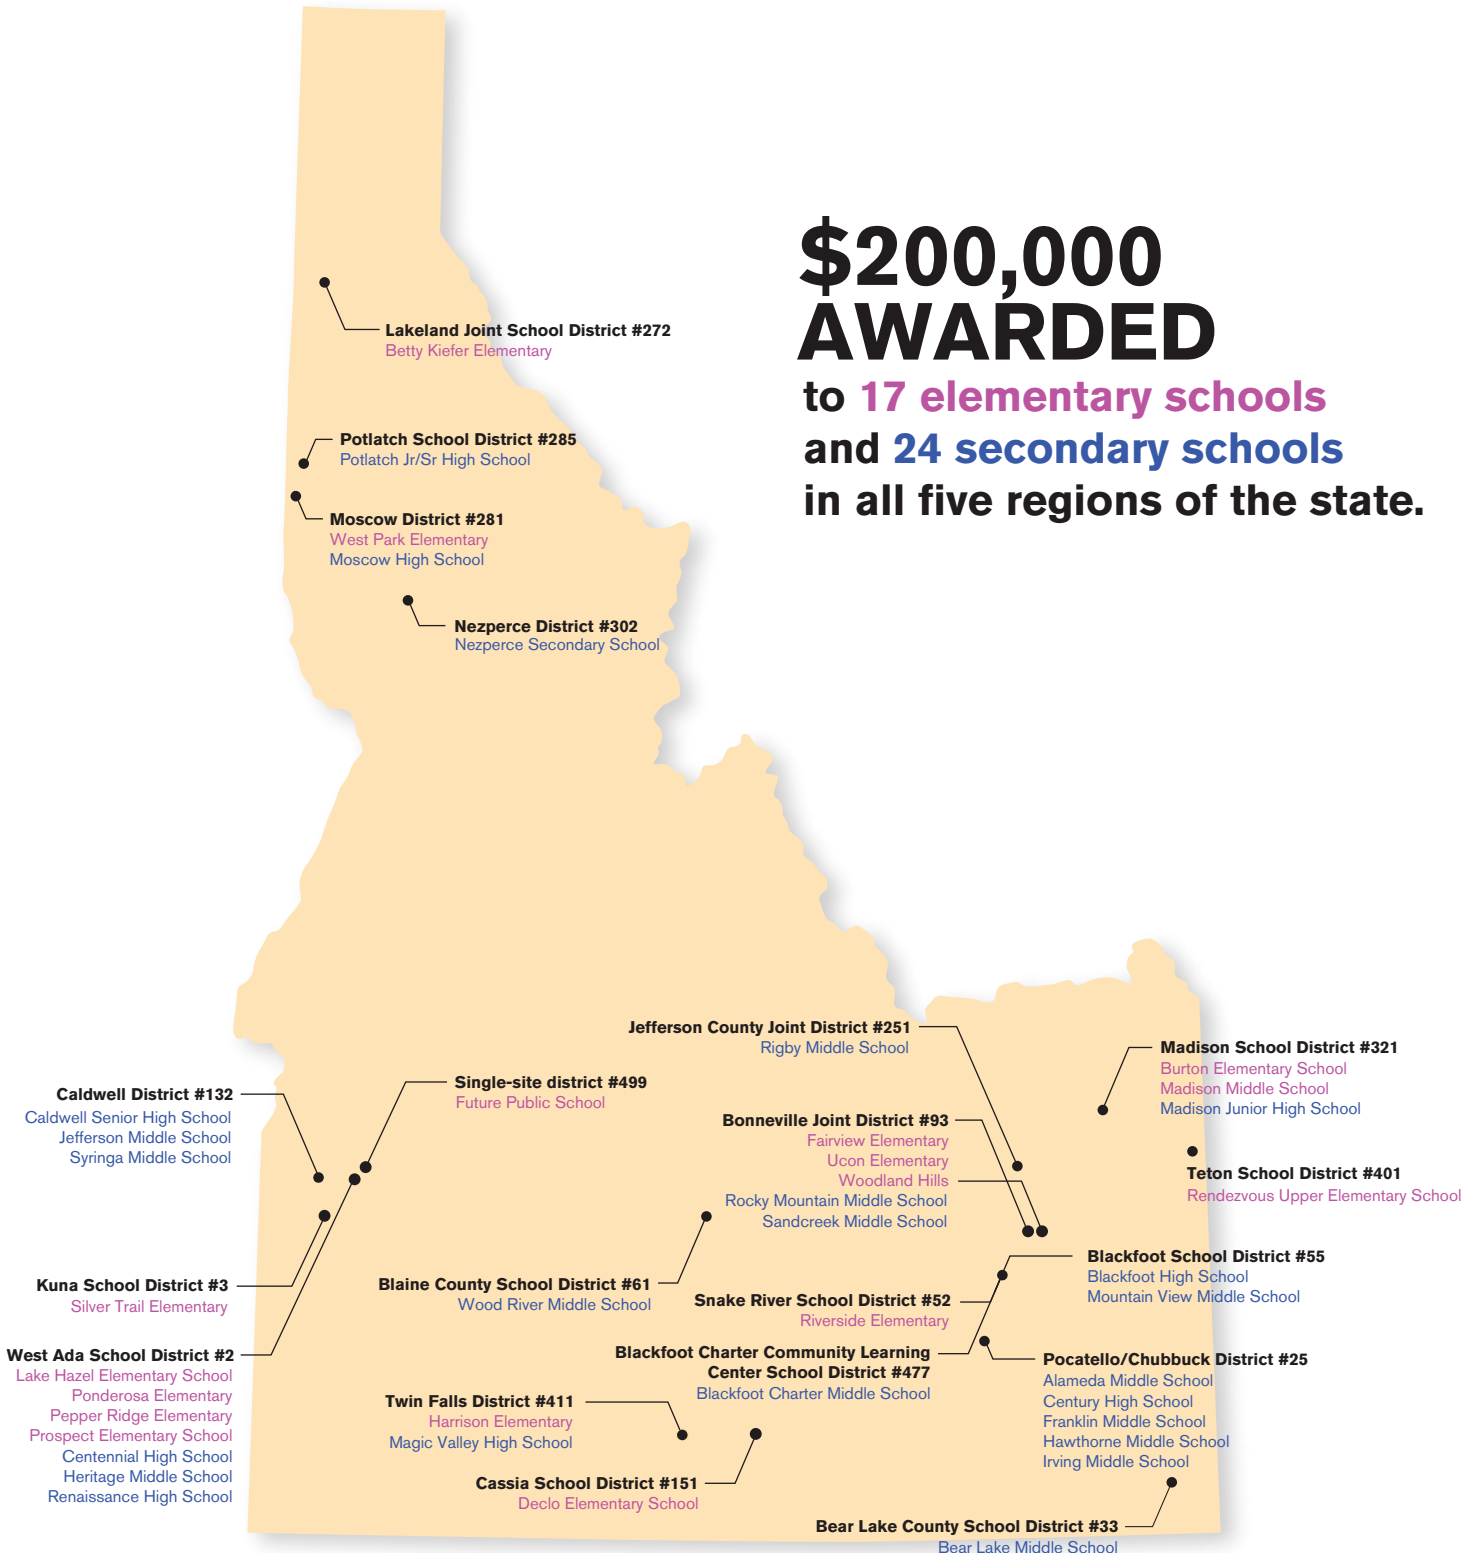 $200,000
AWARDED
to 17 elementary schools
and 24 secondary schools
in all five regions of the state.
Lakeland Joint School District #272
Betty Kiefer Elementary
Potlatch School District #285
Potlatch Jr/Sr High School
Moscow District #281
West Park Elementary
Moscow High School
Nezperce District #302
Nezperce Secondary School
Jefferson County Joint District #251
Rigby Middle School
Madison School District #321
Burton Elementary School
Madison Middle School
Madison Junior High School
Caldwell District #132
Caldwell Senior High School
Jefferson Middle School
Syringa Middle School
Single-site district #499
Future Public School
Bonneville Joint District #93
Fairview Elementary
Ucon Elementary
Woodland Hills
Rocky Mountain Middle School
Sandcreek Middle School
Teton School District #401
Rendezvous Upper Elementary School
Kuna School District #3
Silver Trail Elementary
Blaine County School District #61
Wood River Middle School
Snake River School District #52
Riverside Elementary
Blackfoot School District #55
Blackfoot High School
Mountain View Middle School
West Ada School District #2
Lake Hazel Elementary School
Ponderosa Elementary
Pepper Ridge Elementary
Prospect Elementary School
Centennial High School
Heritage Middle School
Renaissance High School
Blackfoot Charter Community Learning
Center School District #477
Blackfoot Charter Middle School
Pocatello/Chubbuck District #25
Alameda Middle School
Century High School
Franklin Middle School
Hawthorne Middle School
Irving Middle School
Twin Falls District #411
Harrison Elementary
Magic Valley High School
Cassia School District #151
Declo Elementary School
Bear Lake County School District #33
Bear Lake Middle School